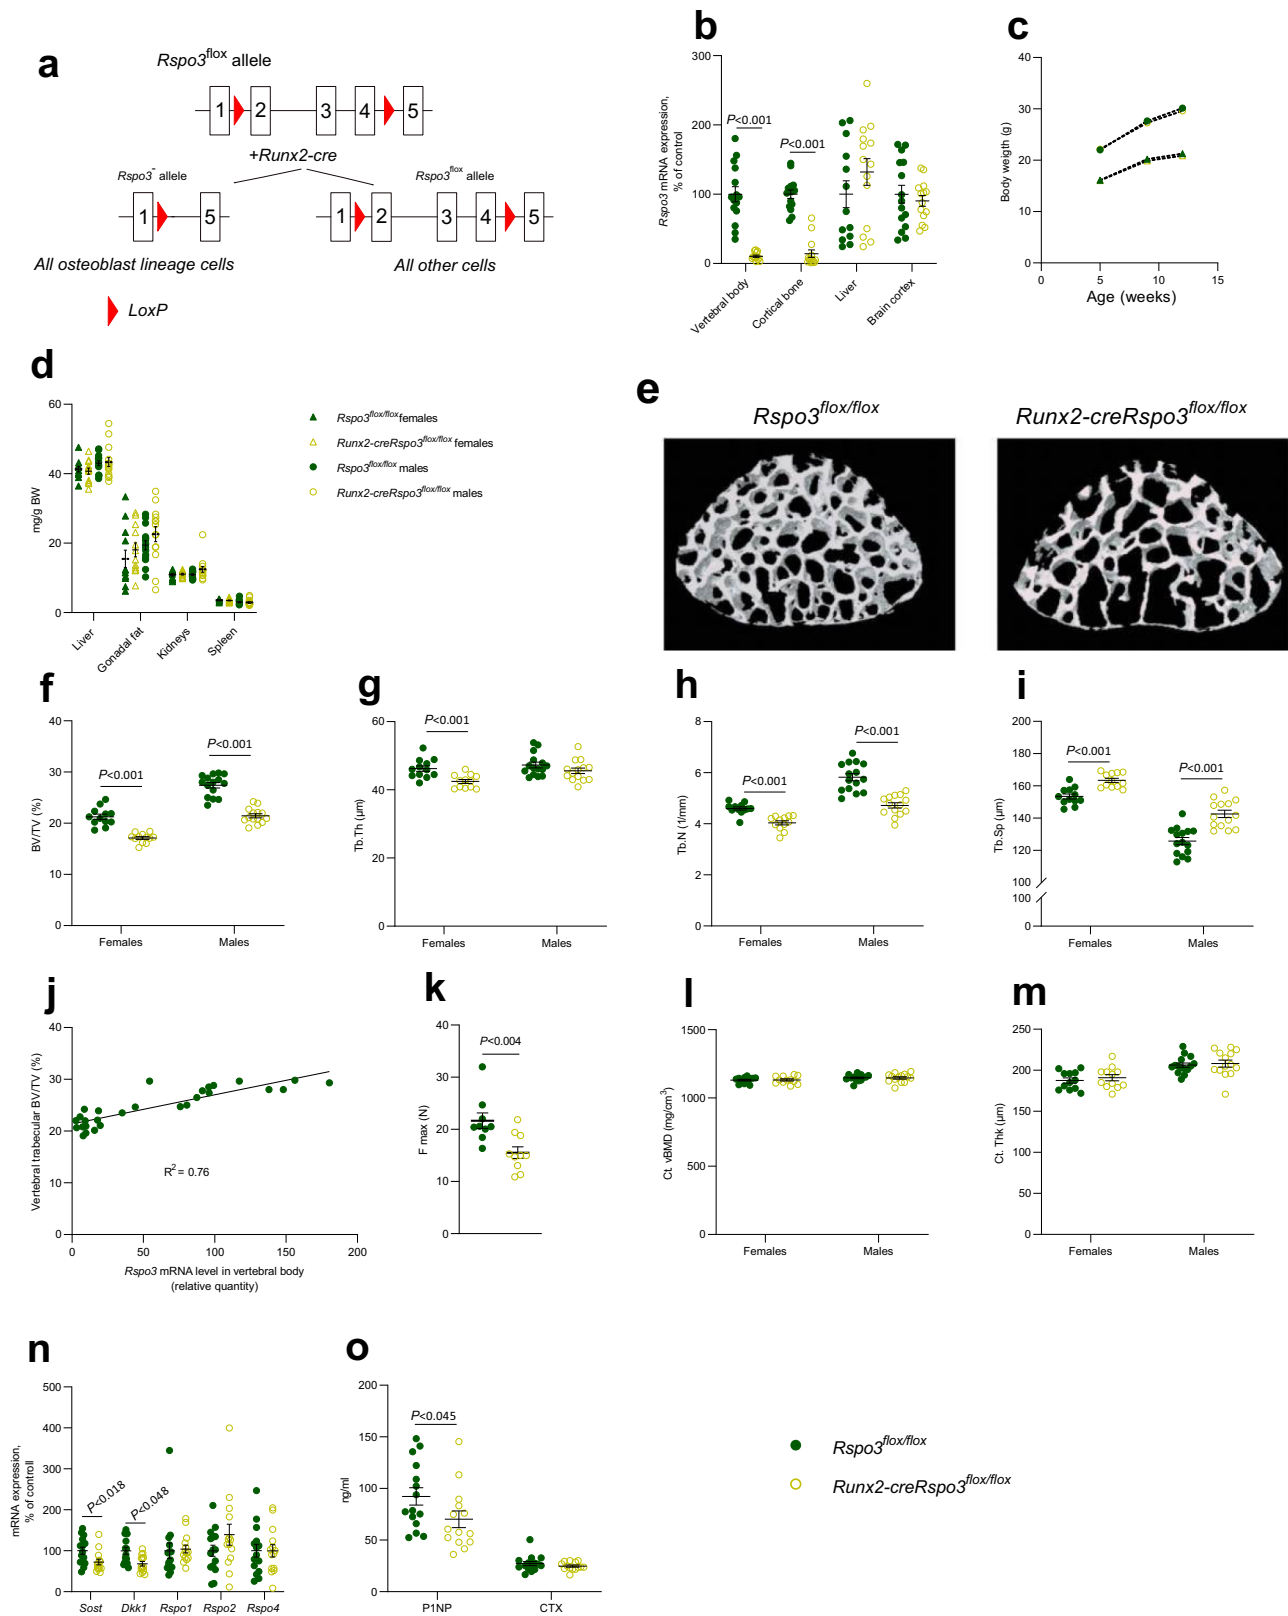 a
Rspo3flox allele
1 2 3 4 5
+Runx2-cre
Rspo3- allele
Rspo3flox allele
1 5
1 2 3 4 5
All osteoblast lineage cells
All other cells
LoxP
b
Rspo3 mRNA expression,
% of control
300
200
100
0
P<0.001
P<0.001
Vertebral body
Cortical bone
Liver
Brain cortex
c
Body weigth (g)
40
30
20
10
0
0 5 10 15
Age (weeks)
d
mg/g BW
60
40
20
0
Liver
Gonadal fat
Kidneys
Spleen
Rspo3flox/flox females
Runx2-creRspo3flox/flox females
Rspo3flox/flox males
Runx2-creRspo3flox/flox males
e
Rspo3flox/flox
Runx2-creRspo3flox/flox
f
BV/TV (%)
40
30
20
10
0
P<0.001
P<0.001
Females Males
g
Tb.Th (µm)
60
40
20
0
P<0.001
Females Males
h
Tb.N (1/mm)
8
6
4
2
0
P<0.001
P<0.001
Females Males
i
Tb.Sp (µm)
200
180
160
140
120
100
100
0
P<0.001
P<0.001
Females Males
j
Vertebral trabecular BV/TV (%)
40
30
20
10
0
R2 = 0.76
0 50 100 150 200
Rspo3 mRNA level in vertebral body
(relative quantity)
k
F max (N)
40
30
20
10
0
P<0.004
l
Ct. vBMD (mg/cm3)
1500
1000
500
0
Females Males
m
Ct. Thk (µm)
250
200
150
100
50
0
Females Males
n
mRNA expression,
% of controll
500
400
300
200
100
0
P<0.018
P<0.048
Sost Dkk1 Rspo1 Rspo2 Rspo4
o
ng/ml
200
150
100
50
0
P<0.045
P1NP CTX
Rspo3flox/flox
Runx2-creRspo3flox/flox